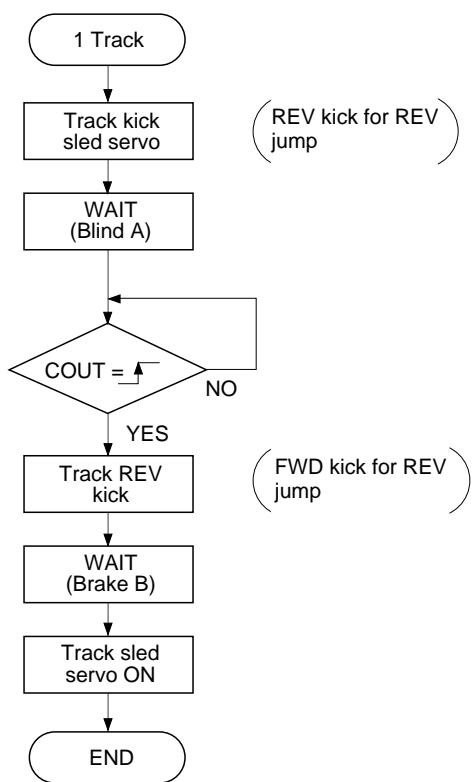 1 Track
Track kick
sled servo
REV kick for REV
jump
WAIT
(Blind A)
COUT =
NO
YES
Track REV
kick
FWD kick for REV
jump
WAIT
(Brake B)
Track sled
servo ON
END